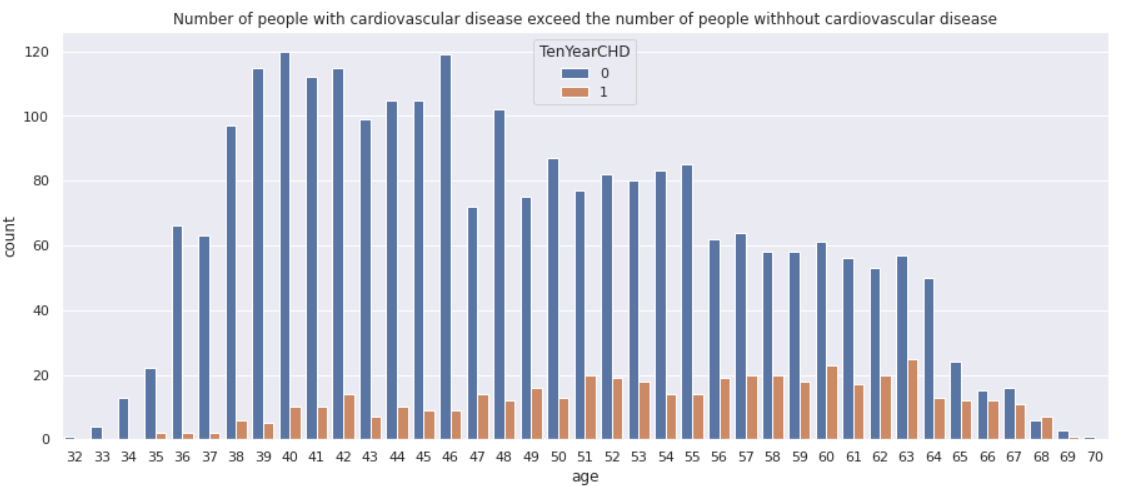 Number of people with cardiovascular disease exceed the number of people withhout cardiovascular disease
TenYearCHD
0
1
120
100
80
60
40
20
0
count
32 33 34 35 36 37 38 39 40 41 42 43 44 45 46 47 48 49 50 51 52 53 54 55 56 57 58 59 60 61 62 63 64 65 66 67 68 69 70
age